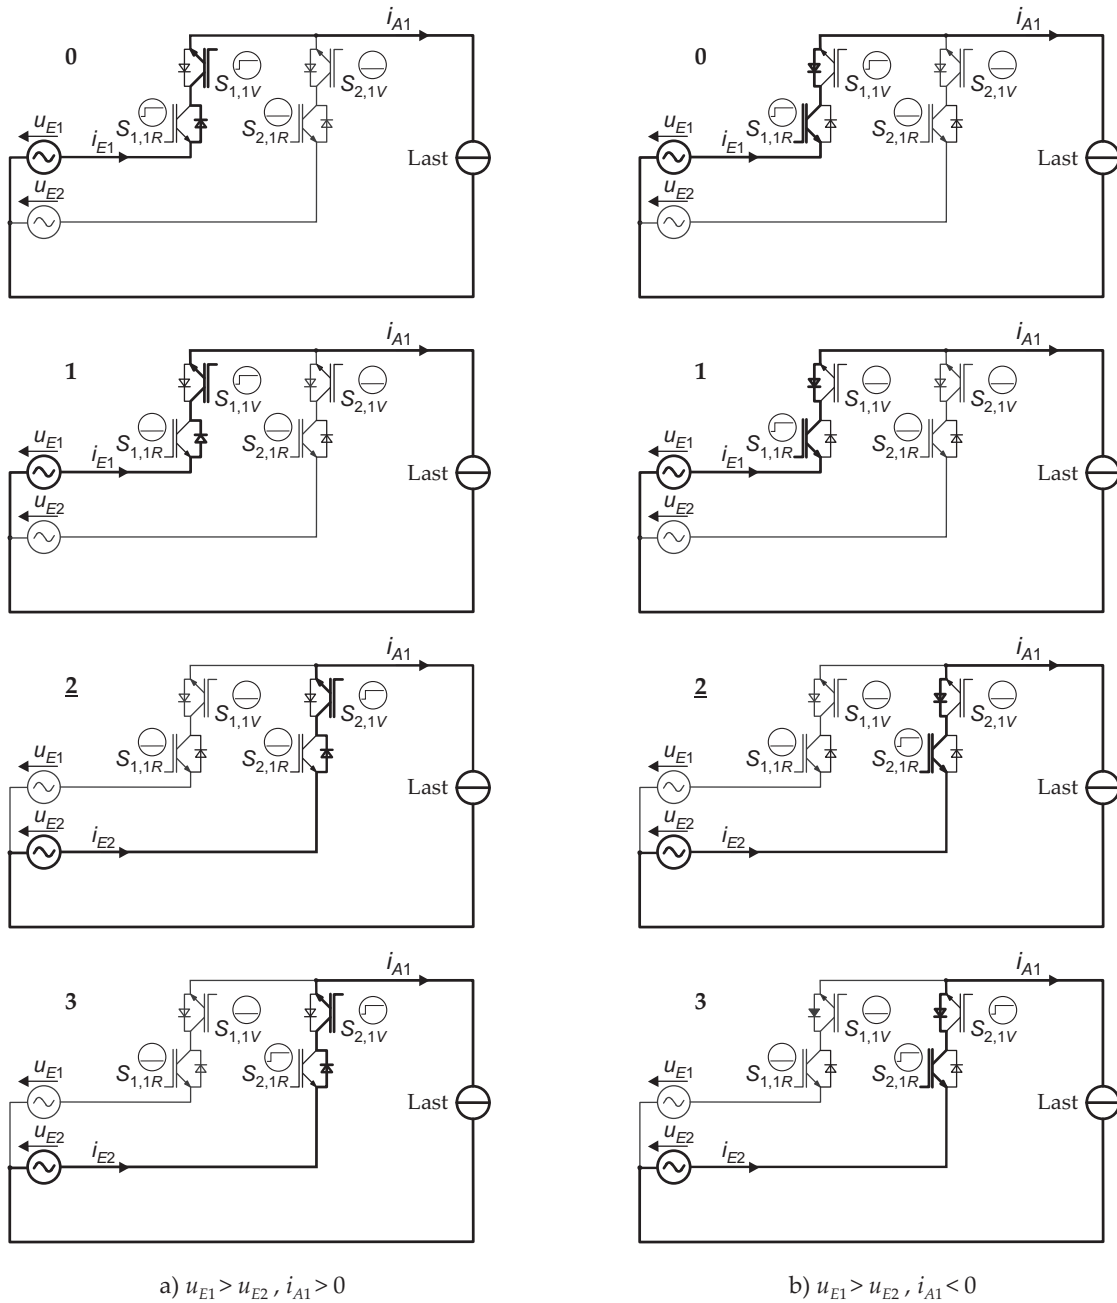 i_A1
i_A1
0
0
S_1,1V
S_2,1V
S_1,1V
S_2,1V
u_E1
i_E1
S_1,1R
S_2,1R
u_E1
i_E1
S_1,1R
S_2,1R
Last
Last
u_E2
u_E2
i_A1
i_A1
1
1
S_1,1V
S_2,1V
S_1,1V
S_2,1V
u_E1
i_E1
S_1,1R
S_2,1R
u_E1
i_E1
S_1,1R
S_2,1R
Last
Last
u_E2
u_E2
i_A1
i_A1
2
2
S_1,1V
S_2,1V
S_1,1V
S_2,1V
u_E1
S_1,1R
S_2,1R
u_E1
S_1,1R
S_2,1R
Last
Last
u_E2
i_E2
u_E2
i_E2
i_A1
i_A1
3
3
S_1,1V
S_2,1V
S_1,1V
S_2,1V
u_E1
S_1,1R
S_2,1R
u_E1
S_1,1R
S_2,1R
Last
Last
u_E2
i_E2
u_E2
i_E2
a) u_E1 > u_E2 , i_A1 > 0
b) u_E1 > u_E2 , i_A1 < 0